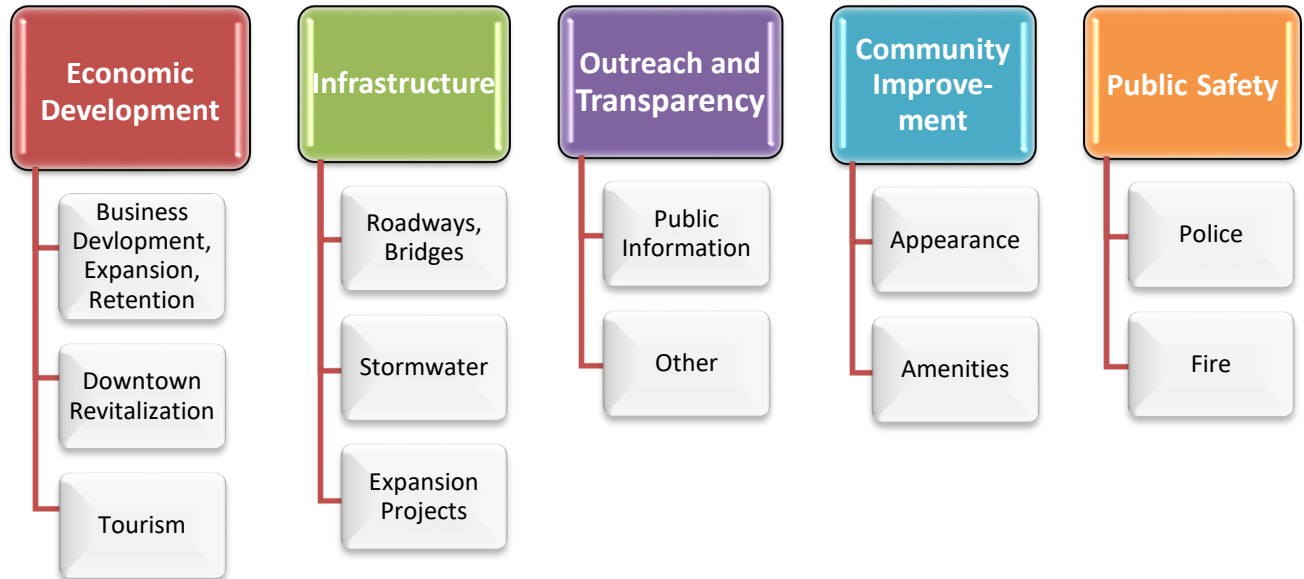 Economic
Development
Business
Devlopment,
Expansion,
Retention
Downtown
Revitalization
Tourism
Infrastructure
Roadways,
Bridges
Stormwater
Expansion
Projects
Outreach and
Transparency
Public
Information
Other
Community
Improve-
ment
Appearance
Amenities
Public Safety
Police
Fire